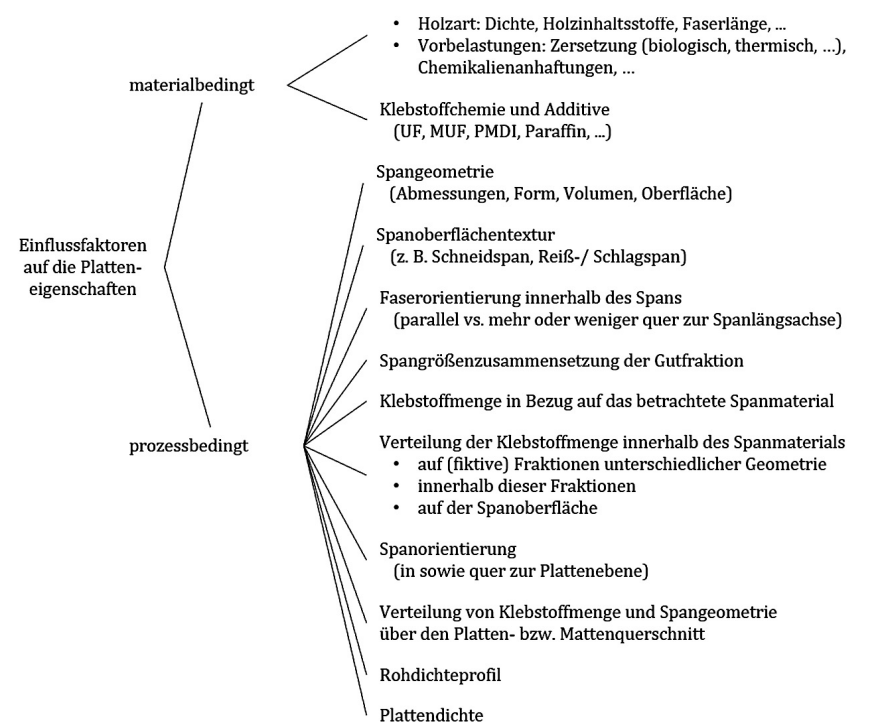 • Holzart: Dichte, Holzinhaltsstoffe, Faserlänge, ...
• Vorbelastungen: Zersetzung (biologisch, thermisch, ...),
Chemikalienanhaftungen, ...
materialbedingt
Klebstoffchemie und Additive
(UF, MUF, PMDI, Paraffin, ...)
Spangeometrie
(Abmessungen, Form, Volumen, Oberfläche)
Einflussfaktoren
auf die Platten-
eigenschaften
Spanoberflächentextur
(z. B. Schneidspan, Reiß-/ Schlagspan)
Faserorientierung innerhalb des Spans
(parallel vs. mehr oder weniger quer zur Spanlängsachse)
Spangrößenzusammensetzung der Gutfraktion
Klebstoffmenge in Bezug auf das betrachtete Spanmaterial
prozessbedingt
Verteilung der Klebstoffmenge innerhalb des Spanmaterials
• auf (fiktive) Fraktionen unterschiedlicher Geometrie
• innerhalb dieser Fraktionen
• auf der Spanoberfläche
Spanorientierung
(in sowie quer zur Plattenebene)
Verteilung von Klebstoffmenge und Spangeometrie
über den Platten- bzw. Mattenquerschnitt
Rohdichteprofil
Plattendichte